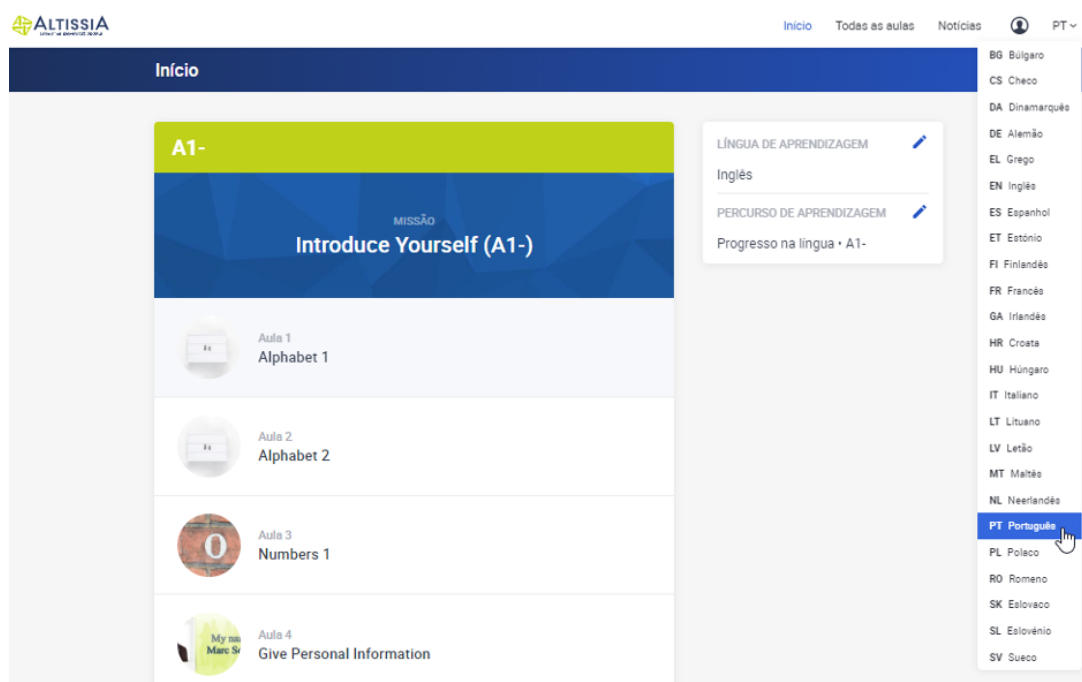 ALTISSIA
Início
Todas as aulas
Notícias
PT
Início
A1-
MISSÃO
Introduce Yourself (A1-)
Aula 1
Alphabet 1
Aula 2
Alphabet 2
Aula 3
Numbers 1
Aula 4
Give Personal Information
O
My na
Marc S
LÍNGUA DE APRENDIZAGEM
Inglês
PERCURSO DE APRENDIZAGEM
Progresso na língua • A1-
BG Búlgaro
CS Checo
DA Dinamarquês
DE Alemão
EL Grego
EN Inglês
ES Espanhol
ET Estónio
FI Finlandês
FR Francês
GA Irlandês
HR Croata
HU Húngaro
IT Italiano
LT Lituano
LV Letão
MT Maltês
NL Neerlandês
PT Português
PL Polaco
RO Romeno
SK Eslovaco
SL Eslovénio
SV Sueco